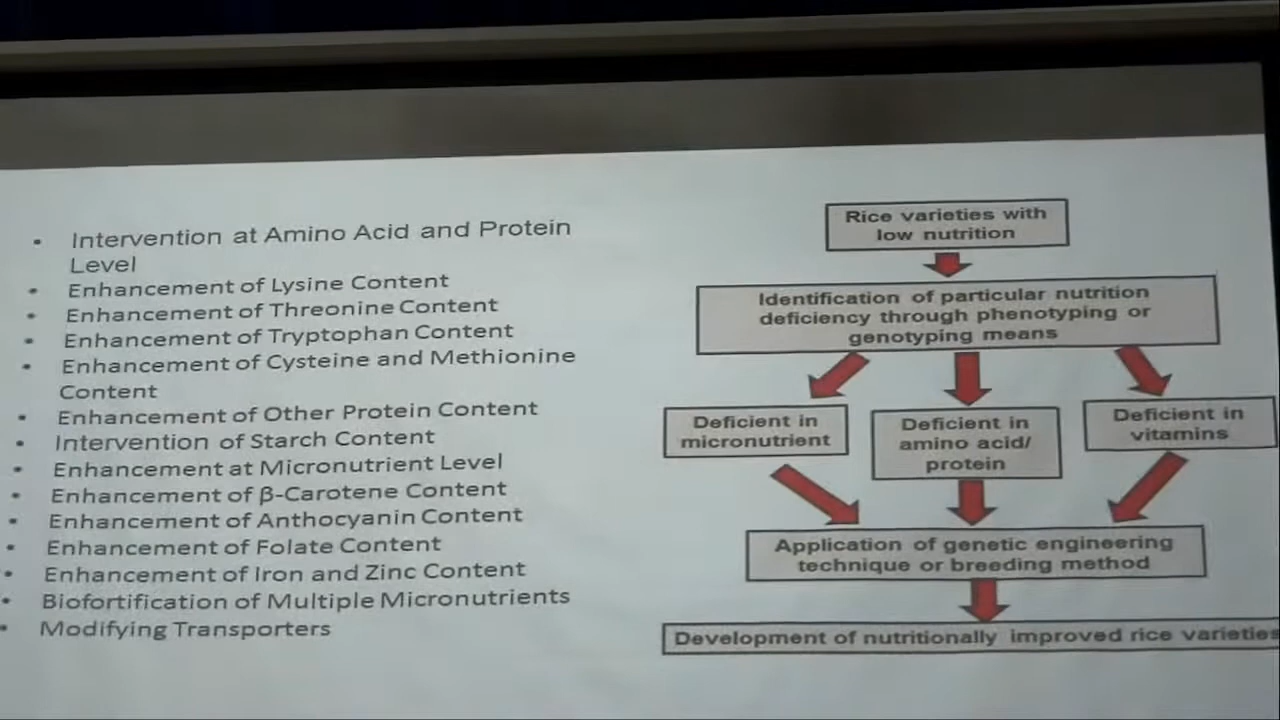 • Intervention at Amino Acid and Protein
Level
• Enhancement of Lysine Content
• Enhancement of Threonine Content
• Enhancement of Tryptophan Content
• Enhancement of Cysteine and Methionine
Content
• Enhancement of Other Protein Content
• Intervention of Starch Content
• Enhancement at Micronutrient Level
• Enhancement of β-Carotene Content
• Enhancement of Anthocyanin Content
• Enhancement of Folate Content
• Enhancement of Iron and Zinc Content
• Biofortification of Multiple Micronutrients
• Modifying Transporters
Rice varieties with
low nutrition
Identification of particular nutrition
deficiency through phenotyping or
genotyping means
Deficient in
micronutrient
Deficient in
amino acid/
protein
Deficient in
vitamins
Application of genetic engineering
technique or breeding method
Development of nutritionally improved rice varieties